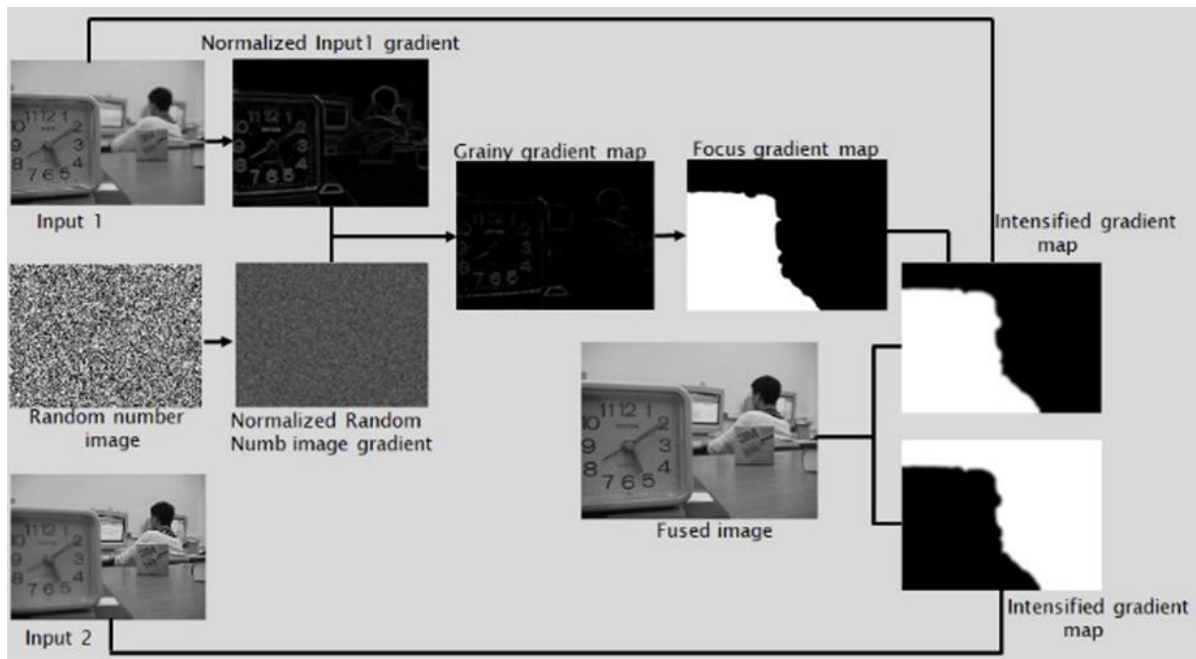 Normalized Input1 gradient
Input 1
Grainy gradient map
Focus gradient map
Intensified gradient
map
Random number
image
Normalized Random
Numb image gradient
Fused image
Input 2
Intensified gradient
map